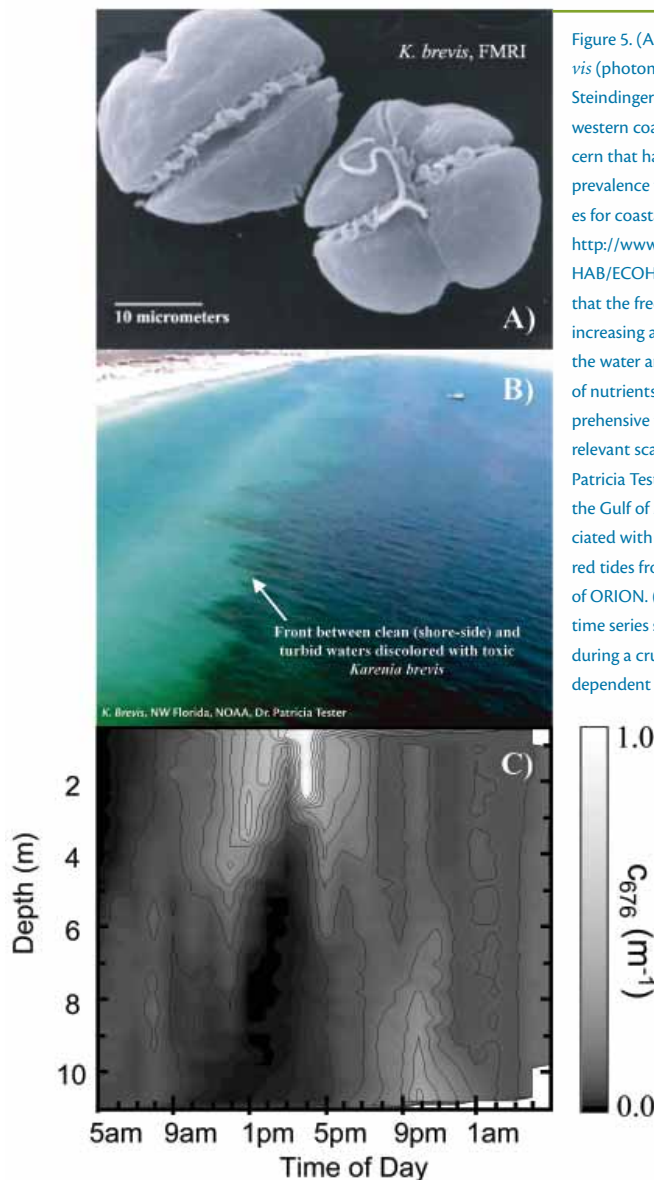 K. brevis, FMRI
10 micrometers
A)
B)
Front between clean (shore-side) and
turbid waters discolored with toxic
Karenia brevis
K. Brevis, NW Florida, NOAA, Dr. Patricia Tester
C)
2
4
6
8
10
Depth (m)
5am 9am 1pm 5pm 9pm 1am
Time of Day
1.0
0.0
c676 (m-1)
Figure 5. (A
vis (photon
Steindinger
western coa
cern that ha
prevalence
es for coasta
http://www
HAB/ECOH
that the fre
increasing a
the water a
of nutrients
prehensive
relevant sca
Patricia Test
the Gulf of
ciated with
red tides fro
of ORION. (
time series s
during a cru
dependent